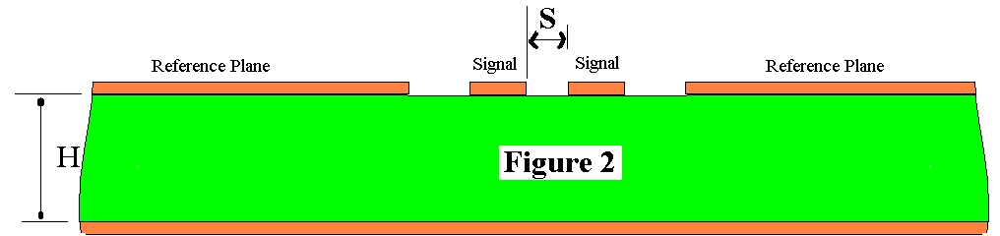 S
Reference Plane
Signal
Signal
Reference Plane
H
Figure 2